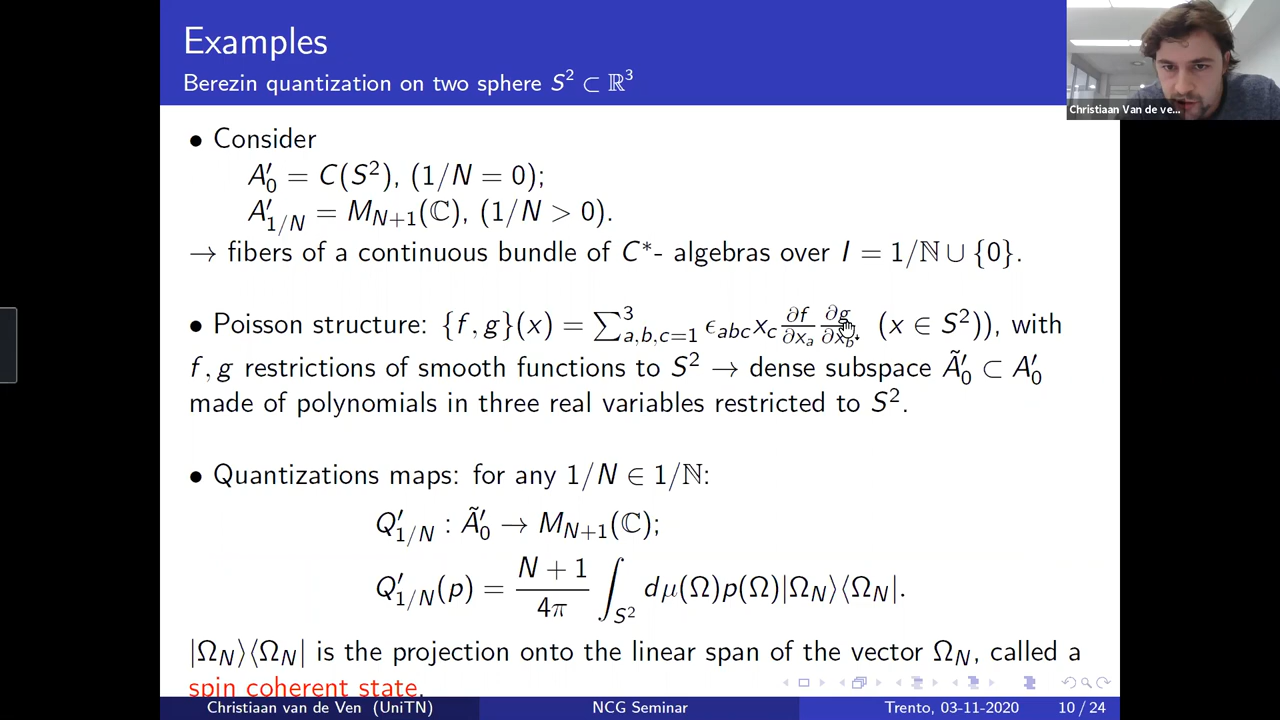 Examples
Berezin quantization on two sphere S² ⊂ ℝ³
Christiaan Van de ve...
• Consider
A′₀ = C(S²), (1/N = 0);
A′_{1/N} = M_{N+1}(ℂ), (1/N > 0).
→ fibers of a continuous bundle of C*- algebras over I = 1/ℕ ∪ {0}.
• Poisson structure: {f, g}(x) = ∑³_{a,b,c=1} ϵ_{abc}x_c ∂f/∂x_a ∂g/∂x_b, (x ∈ S²)), with
f, g restrictions of smooth functions to S² → dense subspace Ã′₀ ⊂ A′₀
made of polynomials in three real variables restricted to S².
• Quantizations maps: for any 1/N ∈ 1/ℕ:
Q′_{1/N} : Ã′₀ → M_{N+1}(ℂ);
Q′_{1/N}(p) = (N + 1)/4π ∫_{S²} dμ(Ω)p(Ω)|Ω_N⟩⟨Ω_N|.
|Ω_N⟩⟨Ω_N| is the projection onto the linear span of the vector Ω_N, called a
spin coherent state.
Christiaan van de Ven (UniTN) NCG Seminar Trento, 03-11-2020 10 / 24